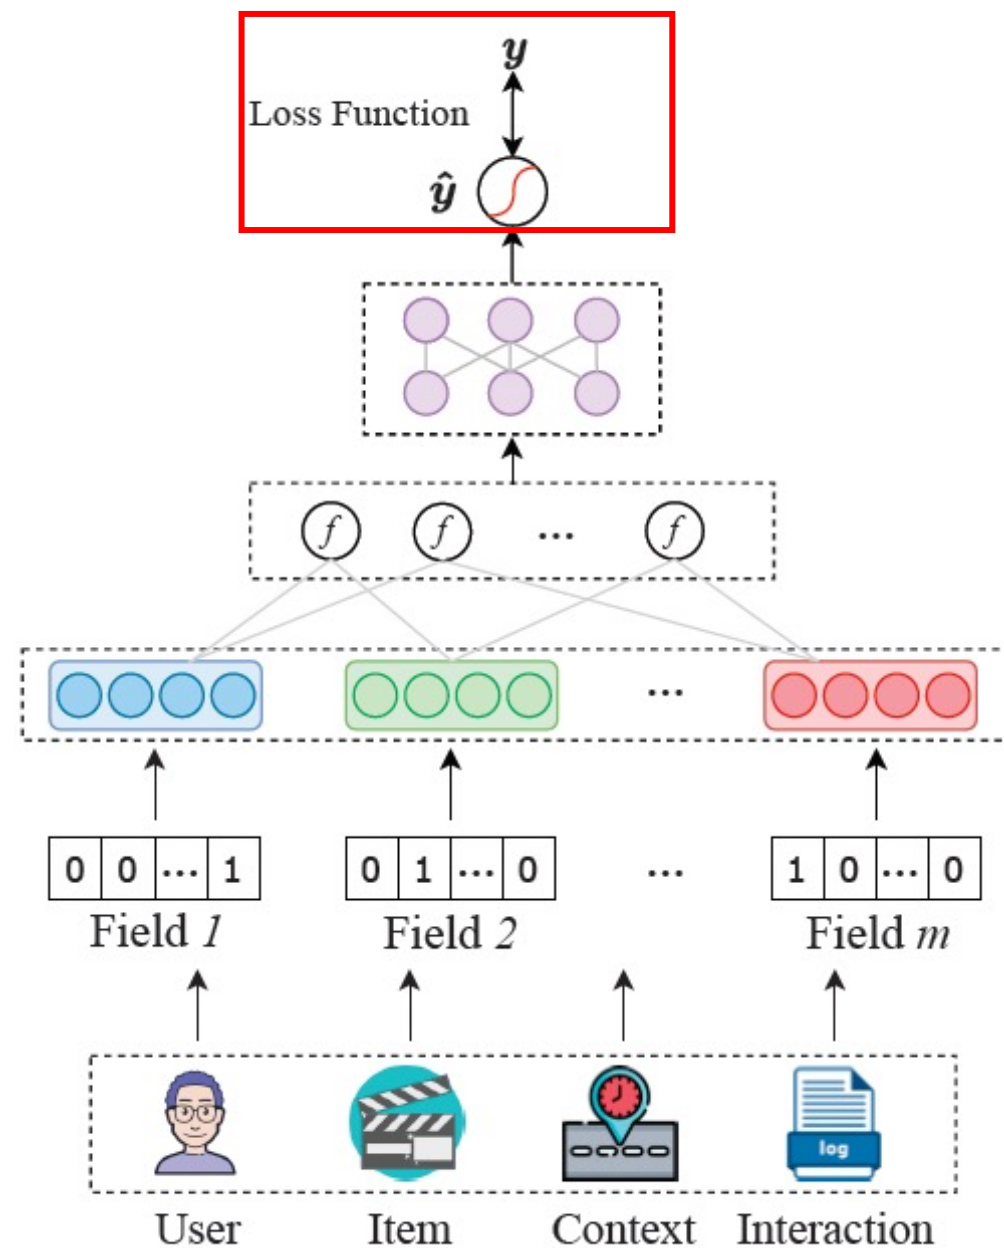 y
Loss Function
ŷ
f f ... f
...
0 0 ... 1 0 1 ... 0 ... 1 0 ... 0
Field 1 Field 2 Field m
log
User Item Context Interaction